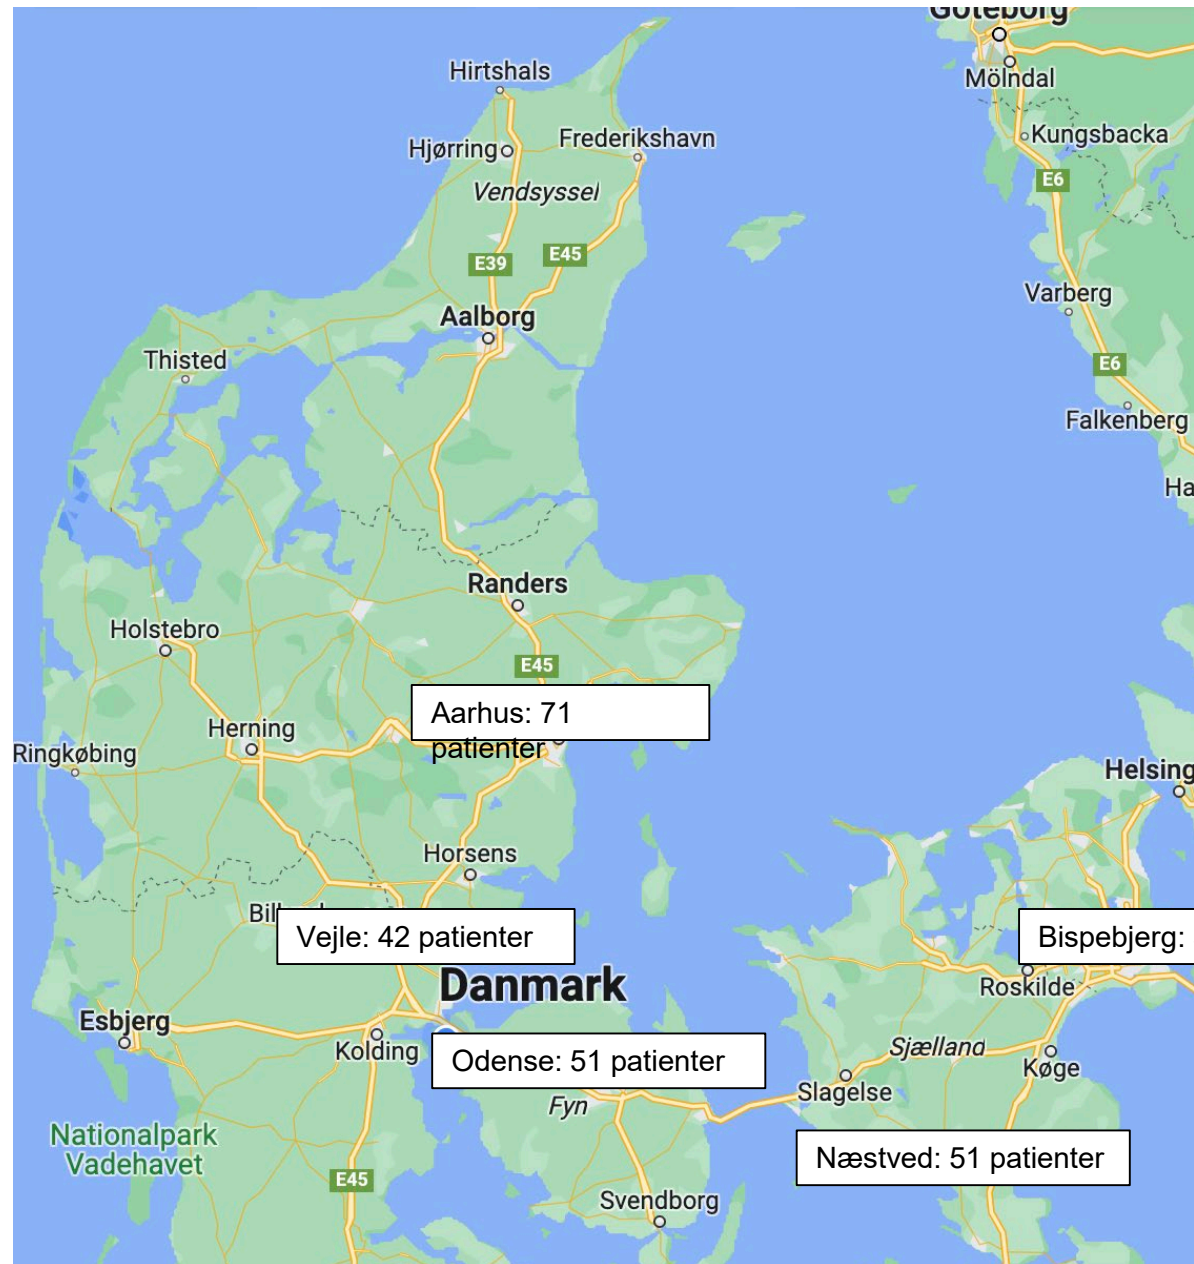 Göteborg
Mölndal
Hirtshals
Kungsbacka
Hjørring
Frederikshavn
E6
Vendsyssel
E39
E45
Varberg
Aalborg
Thisted
E6
Falkenberg
Ha
Randers
Holstebro
E45
Aarhus: 71
patienter
Herning
Ringkøbing
Helsing
Horsens
Bill
Vejle: 42 patienter
Bispebjerg:
Danmark
Roskilde
Esbjerg
Kolding
Odense: 51 patienter
Sjælland
Køge
Slagelse
Fyn
Nationalpark
Vadehavet
Næstved: 51 patienter
E45
Svendborg